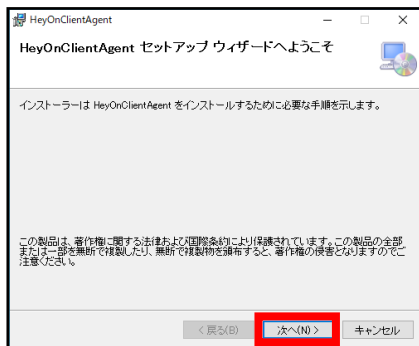 HeyOnClientAgent
HeyOnClientAgent セットアップ ウィザードへようこそ
インストーラーは HeyOnClientAgent をインストールするために必要な手順を示します。
この製品は、著作権に関する法律および国際条約により保護されています。この製品の全部
または一部を無断で複製したり、無断で複製物を頒布すると、著作権の侵害となりますのでご
注意ください。
< 戻る(B)
次へ(N) >
キャンセル